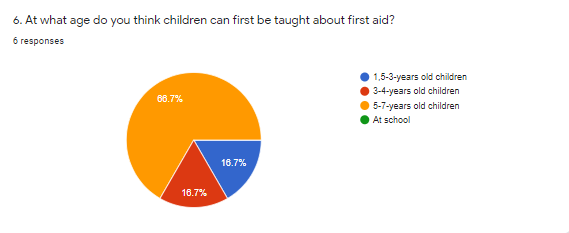 6. At what age do you think children can first be taught about first aid?
6 responses
66.7%
16.7%
16.7%
1,5-3-years old children
3-4-years old children
5-7-years old children
At school